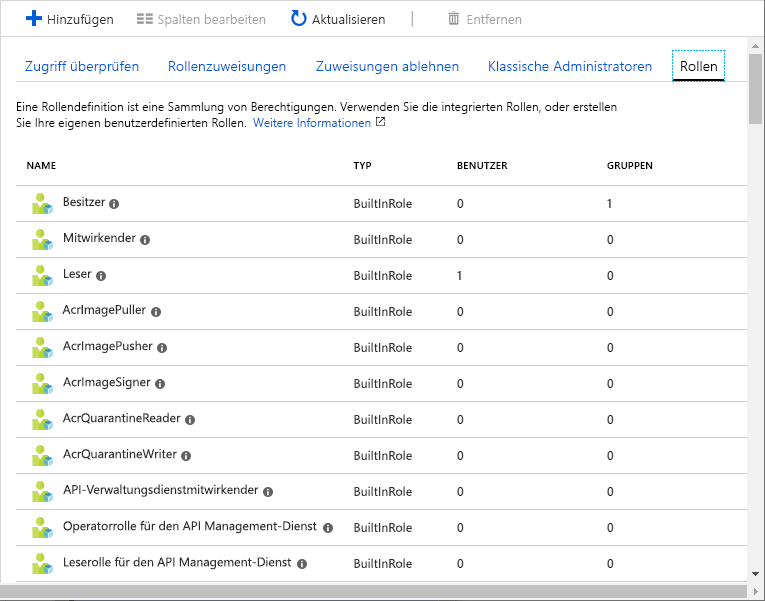 Hinzufügen Spalten bearbeiten Aktualisieren | Entfernen
Zugriff überprüfen Rollenzuweisungen Zuweisungen ablehnen Klassische Administratoren Rollen
Eine Rollendefinition ist eine Sammlung von Berechtigungen. Verwenden Sie die integrierten Rollen, oder erstellen
Sie Ihre eigenen benutzerdefinierten Rollen. Weitere Informationen
NAME TYP BENUTZER GRUPPEN
Besitzer BuiltInRole 0 1
Mitwirkender BuiltInRole 0 0
Leser BuiltInRole 1 0
AcrImagePuller BuiltInRole 0 0
AcrImagePusher BuiltInRole 0 0
AcrImageSigner BuiltInRole 0 0
AcrQuarantineReader BuiltInRole 0 0
AcrQuarantineWriter BuiltInRole 0 0
API-Verwaltungsdienstmitwirkender BuiltInRole 0 0
Operatorrolle für den API Management-Dienst BuiltInRole 0 0
Leserolle für den API Management-Dienst BuiltInRole 0 0